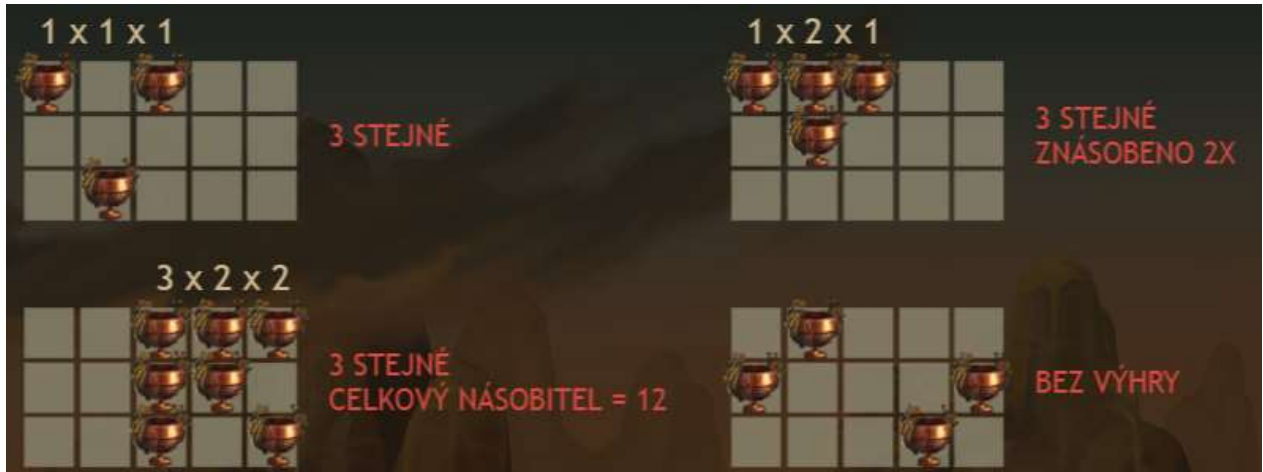 1 x 1 x 1
3 STEJNÉ
1 x 2 x 1
3 STEJNÉ
ZNÁSOBENO 2X
3 x 2 x 2
3 STEJNÉ
CELKOVÝ NÁSOBITEL = 12
BEZ VÝHRY